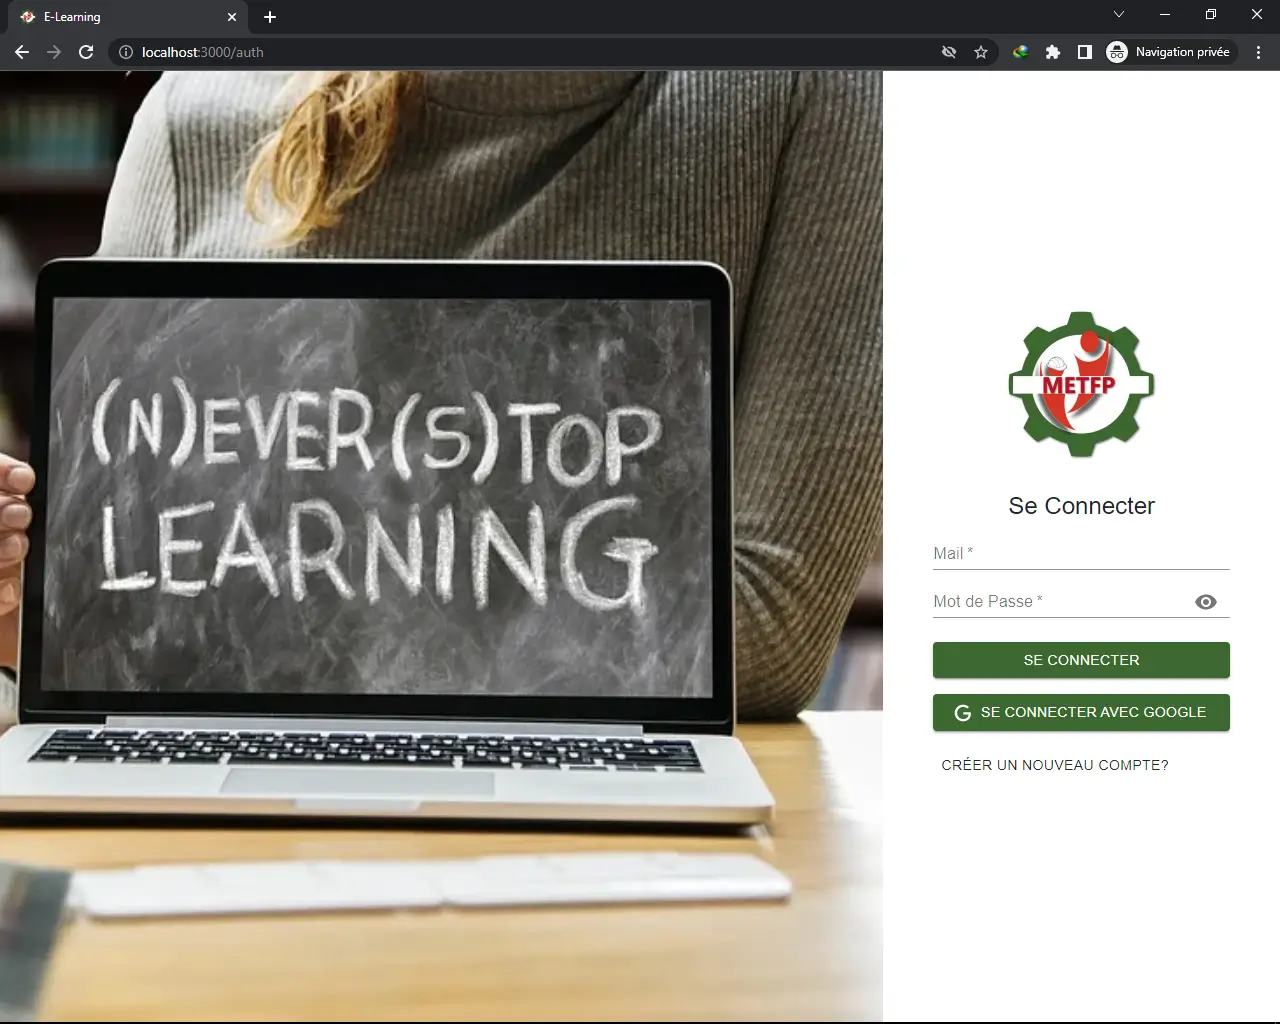 E-Learning
localhost:3000/auth
Navigation privée
(N)EVER (S)TOP
LEARNING
METFP
Se Connecter
Mail *
Mot de Passe *
SE CONNECTER
G SE CONNECTER AVEC GOOGLE
CRÉER UN NOUVEAU COMPTE?